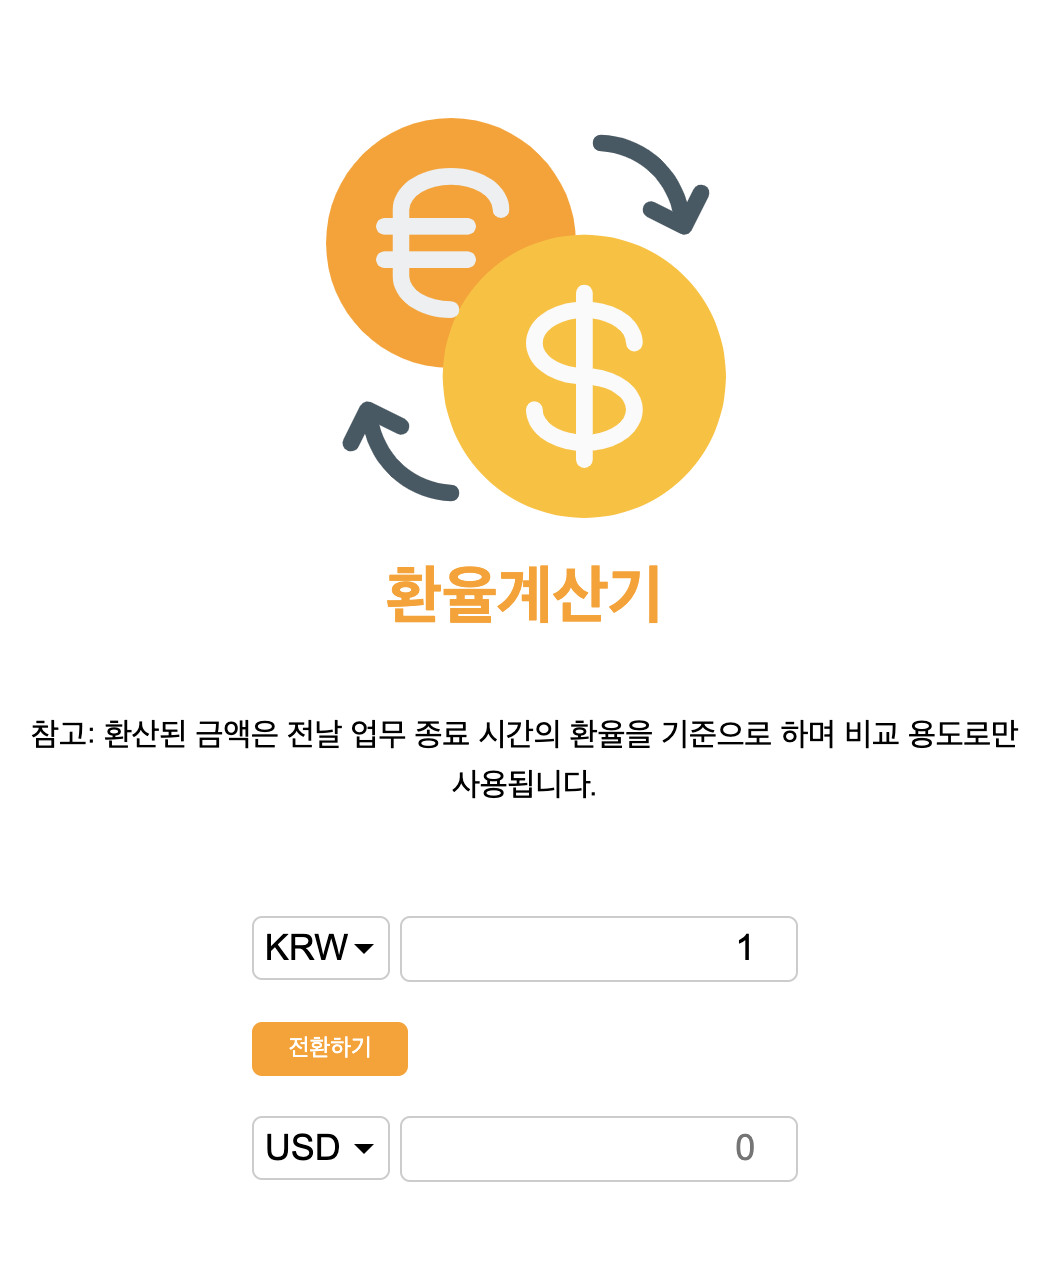 €
$
환율계산기
참고: 환산된 금액은 전날 업무 종료 시간의 환율을 기준으로 하며 비교 용도로만
사용됩니다.
KRW 1
전환하기
USD 0